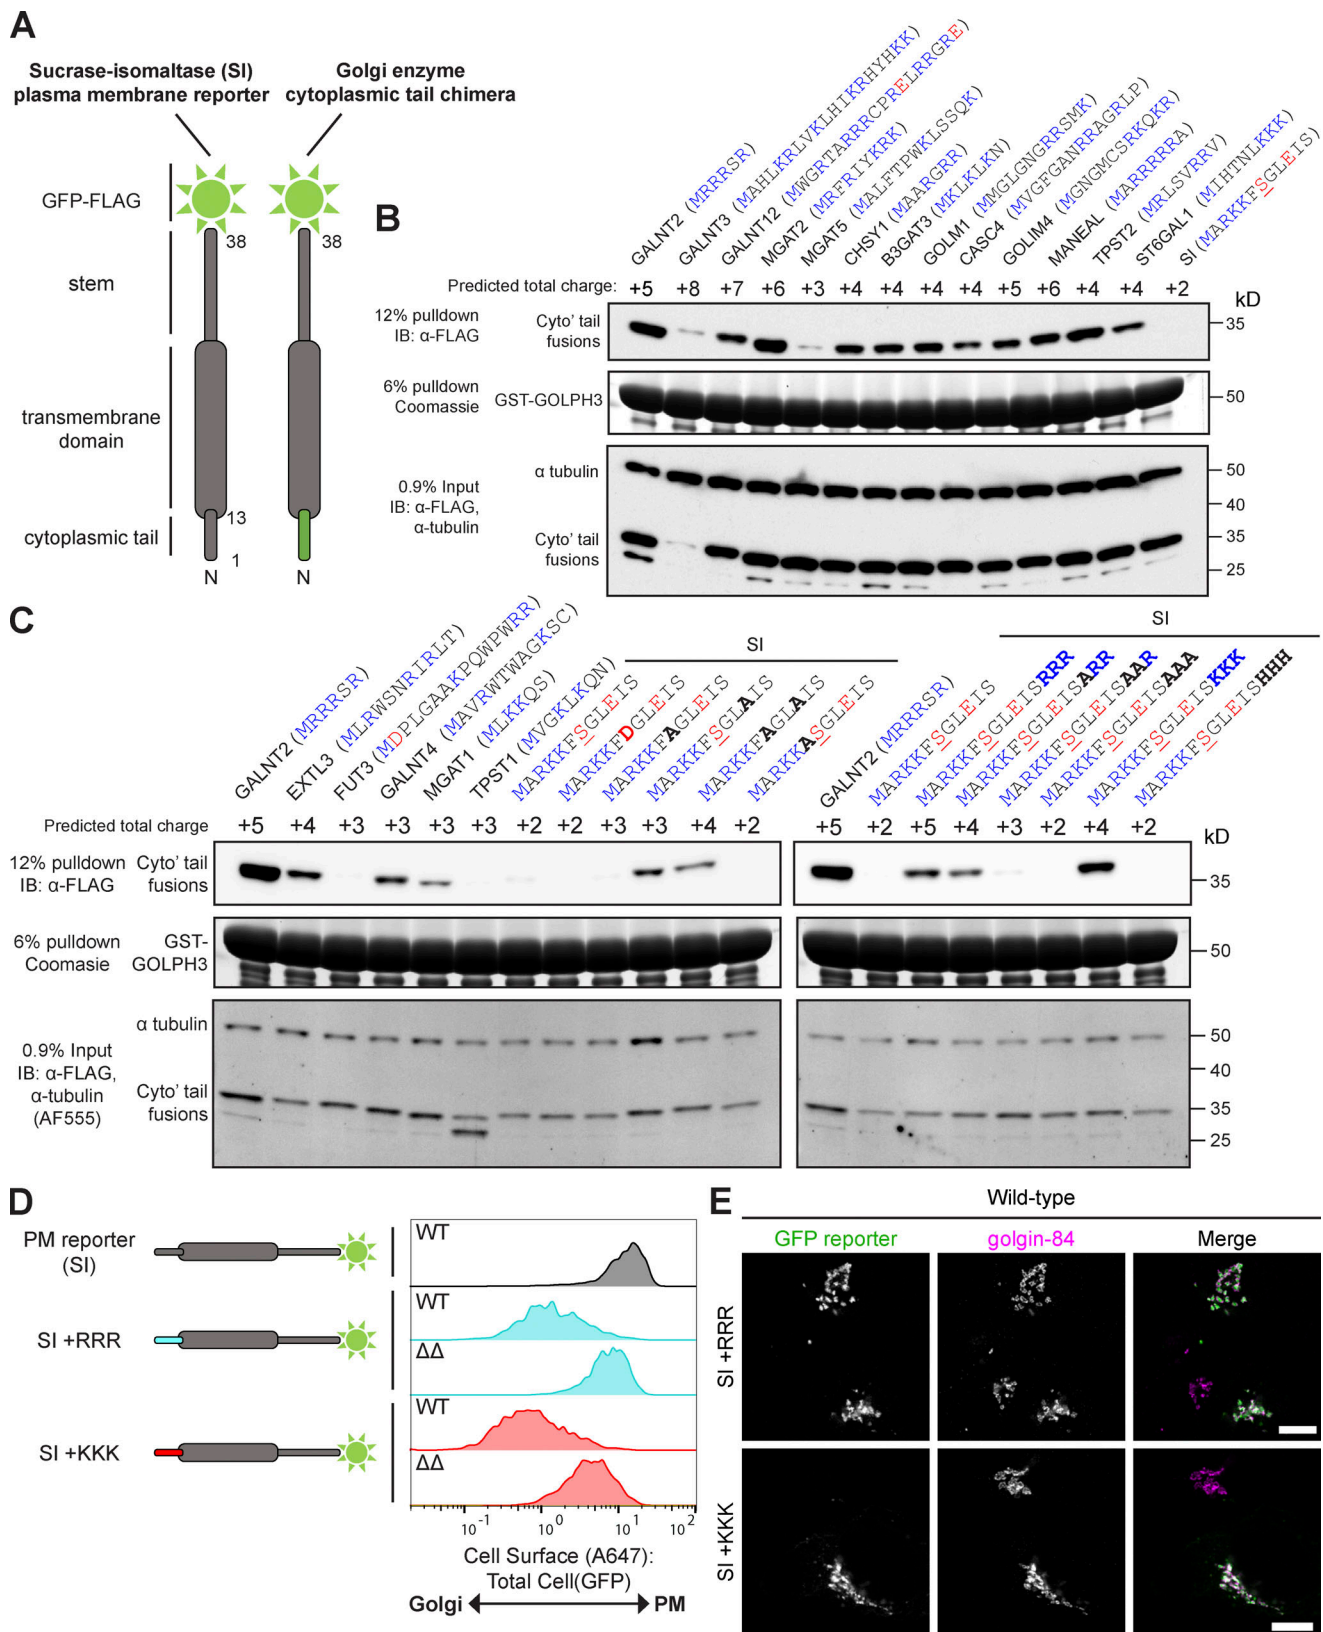 A
Sucrase-isomaltase (SI)
plasma membrane reporter
Golgi enzyme
cytoplasmic tail chimera
GFP-FLAG
38
38
stem
transmembrane
domain
13
cytoplasmic tail
1
N
N
B
GALNT2 (MRRRSR)
GALNT3 (MAHLKRLVKLHIKRHYHKK)
GALNT12 (MWGRTARRRCPRELRRGRE)
MGAT2 (MRFRIYKRK)
MGAT5 (MALFTPWKLSSQK)
CHSY1 (MAARGRR)
B3GAT3 (MKLKLKN)
GOLM1 (MMGLGNGRRSMK)
CASC4 (MVGFGANRRAGRLP)
GOLIM4 (MGNGMCSRKQKR)
MANEAL (MARRRRRA)
TPST2 (MRLSVRRV)
ST6GAL1 (MIHTNLKKK)
SI (MARKKFSGLEIS)
Predicted total charge: +5 +8 +7 +6 +3 +4 +4 +4 +4 +5 +6 +4 +4 +2
kD
12% pulldown
IB: α-FLAG
Cyto' tail
fusions
35
6% pulldown
Coomassie
GST-GOLPH3
50
0.9% Input
IB: α-FLAG,
α-tubulin
α tubulin
Cyto' tail
fusions
50
40
35
25
C
SI
SI
GALNT2 (MRRRSR)
EXTL3 (MLRWSNRIRLT)
FUT3 (MDPLGAAKPQWPWRR)
GALNT4 (MAVRWTWAGKSC)
MGAT1 (MLKKQS)
TPST1 (MVGKLKQN)
MARKKFSGLEIS
MARKKFDGLEIS
MARKKFAGLEIS
MARKKFSGLAIS
MARKKFAGLAIS
MARKKASGLEIS
GALNT2 (MRRRSR)
MARKKFSGLEIS
MARKKFSGLEISRRR
MARKKFSGLEISARR
MARKKFSGLEISAAR
MARKKFSGLEISAAA
MARKKFSGLEISKKK
MARKKFSGLEISHHH
Predicted total charge +5 +4 +3 +3 +3 +3 +2 +2 +3 +3 +4 +2
+5 +2 +5 +4 +3 +2 +4 +2
kD
12% pulldown
IB: α-FLAG
Cyto' tail
fusions
35
6% pulldown
Coomasie
GST-
GOLPH3
50
0.9% Input
IB: α-FLAG,
α-tubulin
(AF555)
α tubulin
Cyto' tail
fusions
50
40
35
25
D
PM reporter
(SI)
SI +RRR
SI +KKK
WT
WT
ΔΔ
WT
ΔΔ
10-1 100 101 102
Cell Surface (A647):
Total Cell(GFP)
Golgi PM
E
Wild-type
GFP reporter golgin-84 Merge
SI +RRR
SI +KKK